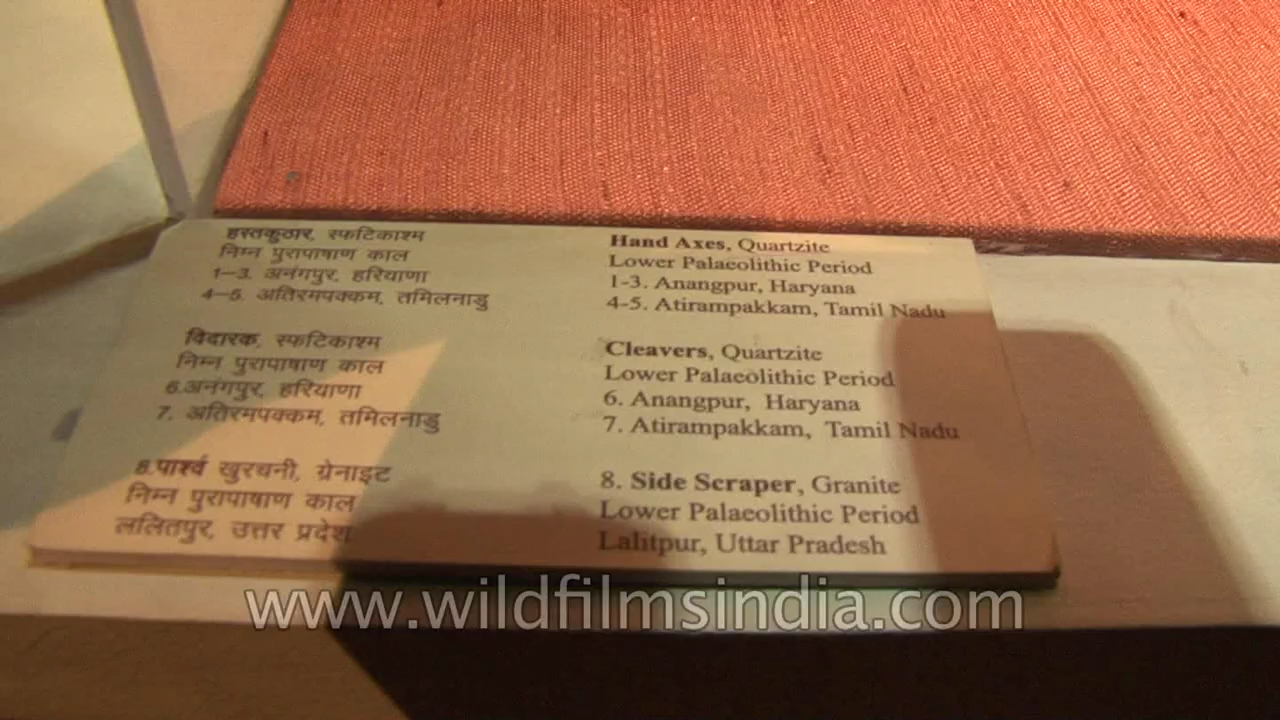 हस्तकुठार, स्फटिकाश्म
निम्न पुरापाषाण काल
1–3. अनंगपुर, हरियाणा
4–5. अतिरमपक्कम, तमिलनाडु
विदारक, स्फटिकाश्म
निम्न पुरापाषाण काल
6.अनंगपुर, हरियाणा
7. अतिरमपक्कम, तमिलनाडु
8.पार्श्व खुरचनी, ग्रेनाइट
निम्न पुरापाषाण काल
ललितपुर, उत्तर प्रदेश
Hand Axes, Quartzite
Lower Palaeolithic Period
1-3. Anangpur, Haryana
4-5. Atirampakkam, Tamil Nadu
Cleavers, Quartzite
Lower Palaeolithic Period
6. Anangpur, Haryana
7. Atirampakkam, Tamil Nadu
8. Side Scraper, Granite
Lower Palaeolithic Period
Lalitpur, Uttar Pradesh
www.wildfilmsindia.com